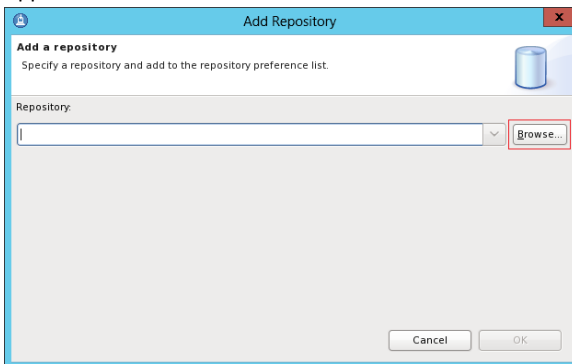 Add Repository
x
Add a repository
Specify a repository and add to the repository preference list.
Repository:
Browse...
Cancel
OK